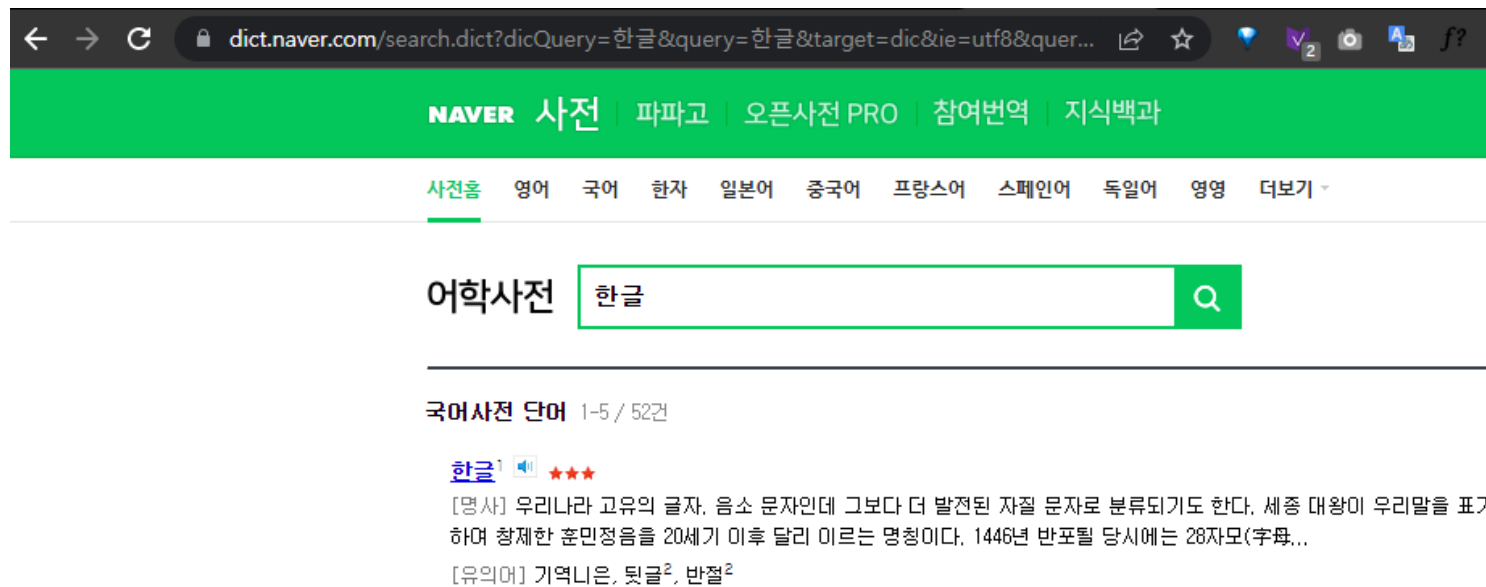 dict.naver.com/search.dict?dicQuery=한글&query=한글&target=dic&ie=utf8&quer...
2
f?
NAVER 사전 파파고 오픈사전 PRO 참여번역 지식백과
사전홈 영어 국어 한자 일본어 중국어 프랑스어 스페인어 독일어 영영 더보기
어학사전 한글
국어사전 단어 1-5 / 52건
한글1
[명사] 우리나라 고유의 글자. 음소 문자인데 그보다 더 발전된 자질 문자로 분류되기도 한다. 세종 대왕이 우리말을 표기
하여 창제한 훈민정음을 20세기 이후 달리 이르는 명칭이다. 1446년 반포될 당시에는 28자모(字母...
[유의어] 기역니은, 뒷글2, 반절2